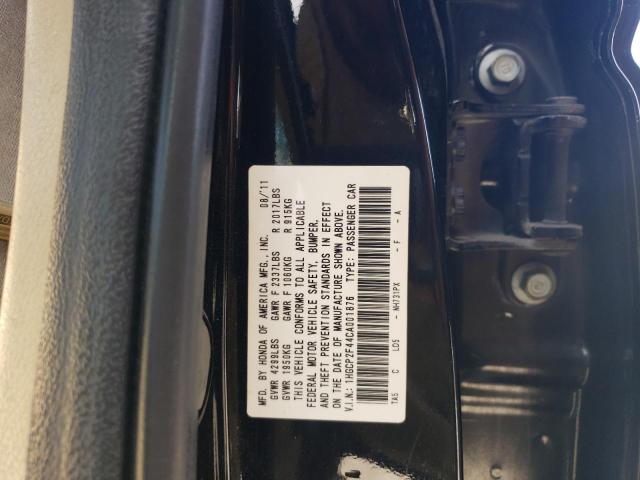 MFD. BY HONDA OF AMERICA MFG., INC. 08/'11
GVWR 4299LBS GAWR F 2337LBS R 2017LBS
GVWR 1950KG GAWR F 1060KG R 915KG
THIS VEHICLE CONFORMS TO ALL APPLICABLE
FEDERAL MOTOR VEHICLE SAFETY, BUMPER,
AND THEFT PREVENTION STANDARDS IN EFFECT
ON THE DATE OF MANUFACTURE SHOWN ABOVE.
V.I.N.: 1HGCP2F44CA001876 TYPE: PASSENGER CAR
TA5 C LD5 - NH731PX - F - A